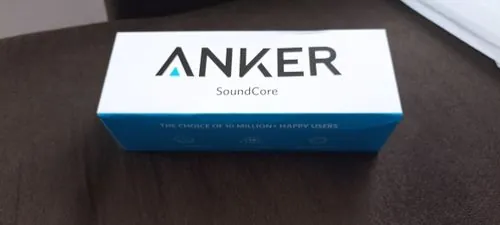 ANKER
SoundCore
THE CHOICE OF 10 MILLION+ HAPPY USERS